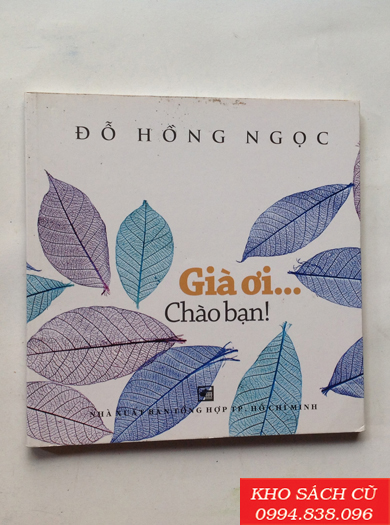 ĐỖ HỒNG NGỌC
Già ơi...
Chào bạn!
NHÀ XUẤT BẢN TỔNG HỢP TP. HỒ CHÍ MINH
KHO SÁCH CŨ
0994.838.096